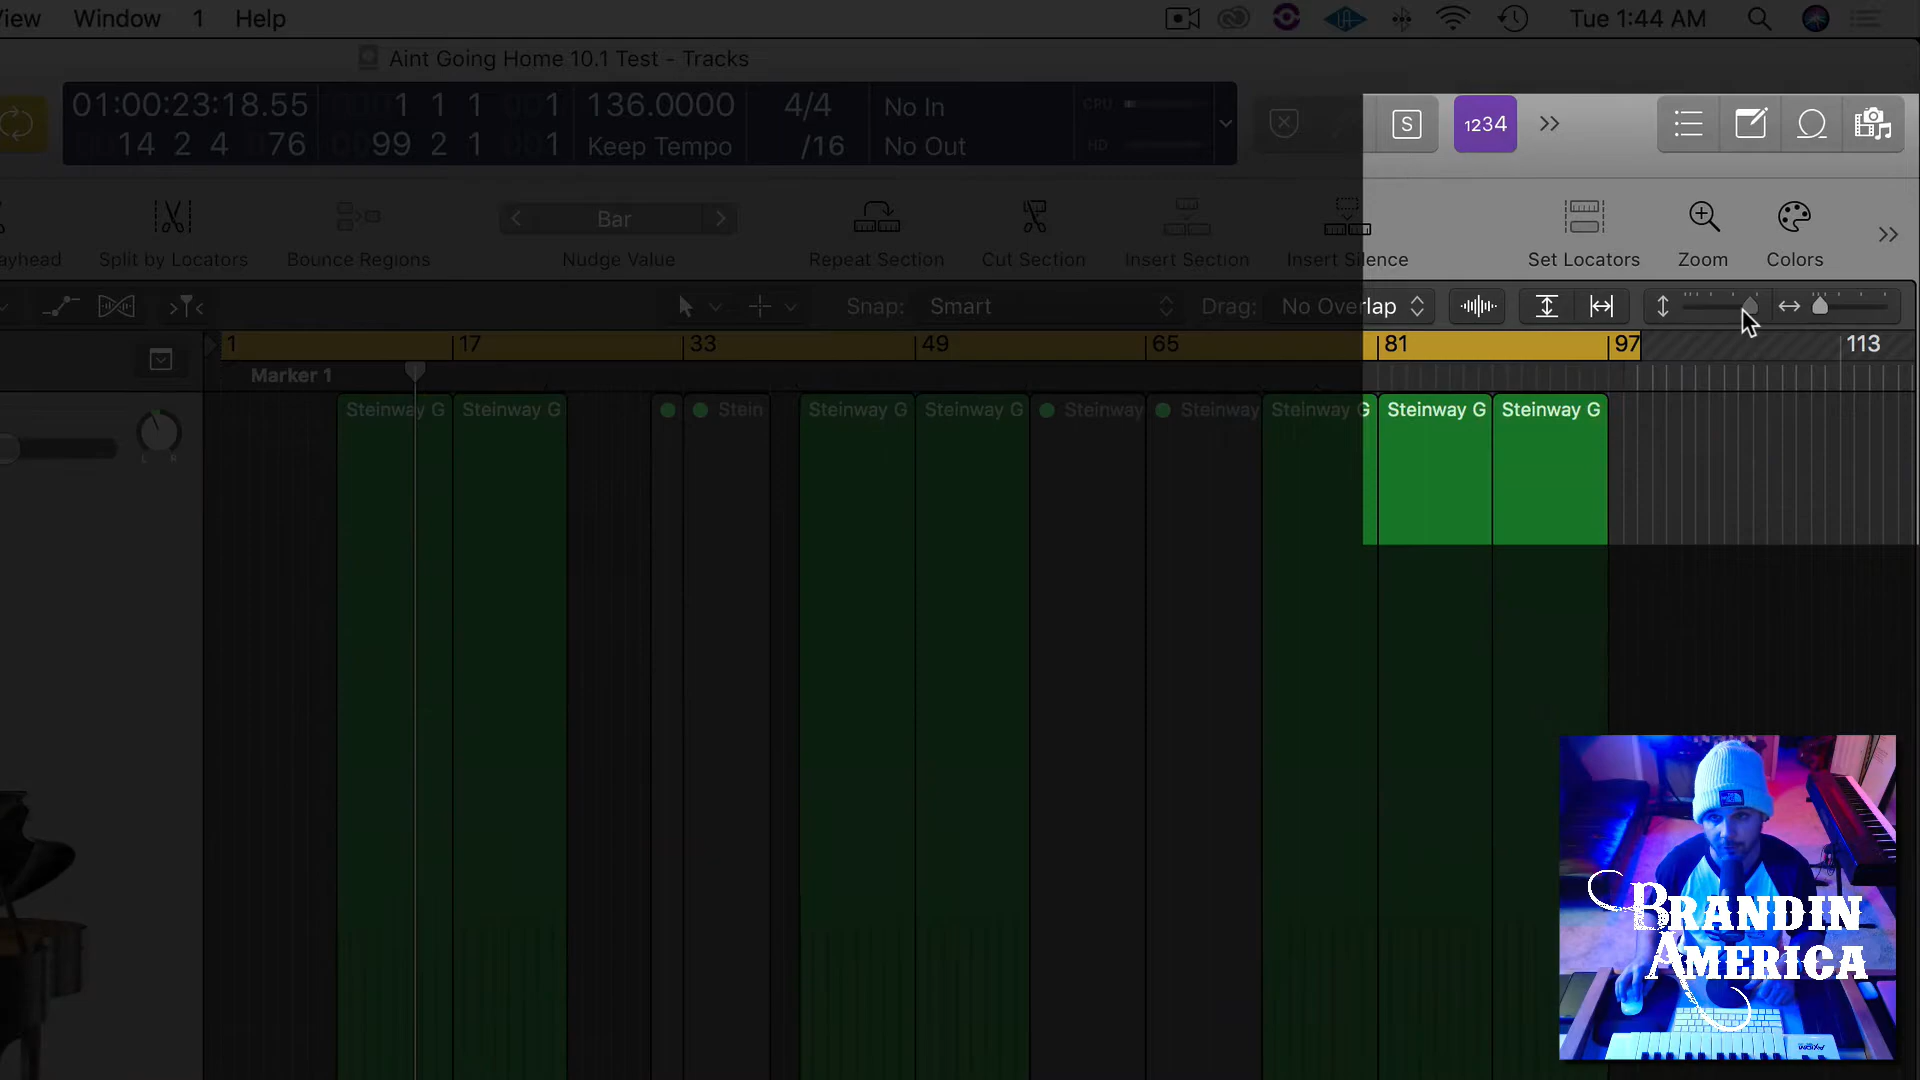 View Window 1 Help Tue 1:44 AM
Aint Going Home 10.1 Test - Tracks
01:00:23:18.55 1 1 1 1 136.0000 4/4 No In CPU
14 2 4 76 99 2 1 1 Keep Tempo /16 No Out HD
S 1234
Bar
ayhead Split by Locators Bounce Regions Nudge Value Repeat Section Cut Section Insert Section Insert Silence Set Locators Zoom Colors
Snap: Smart Drag: No Overlap
1 17 33 49 65 81 97 113
Marker 1
Steinway G Steinway G Stein Steinway G Steinway G Steinway Steinway Steinway G Steinway G Steinway G
L R
BRANDIN
AMERICA